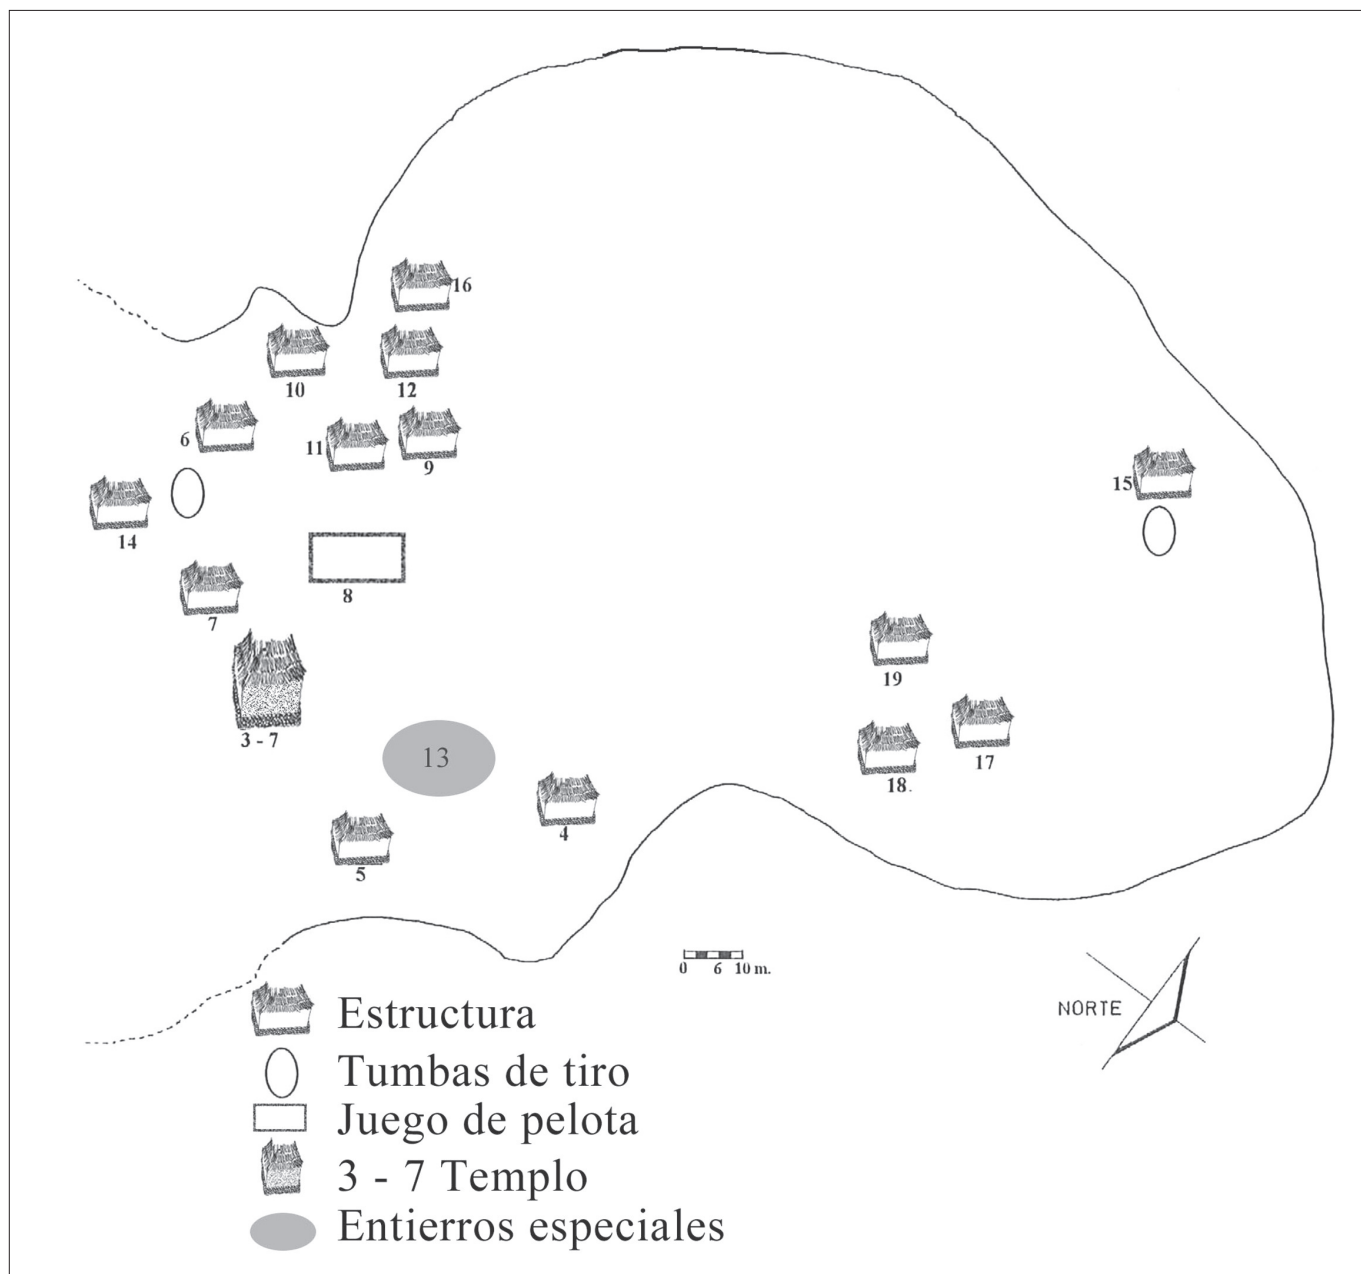 16
10
12
6
11
9
15
14
8
7
19
3 - 7
13
17
18.
4
5
0 6 10 m.
NORTE
Estructura
Tumbas de tiro
Juego de pelota
3 - 7 Templo
Entierros especiales